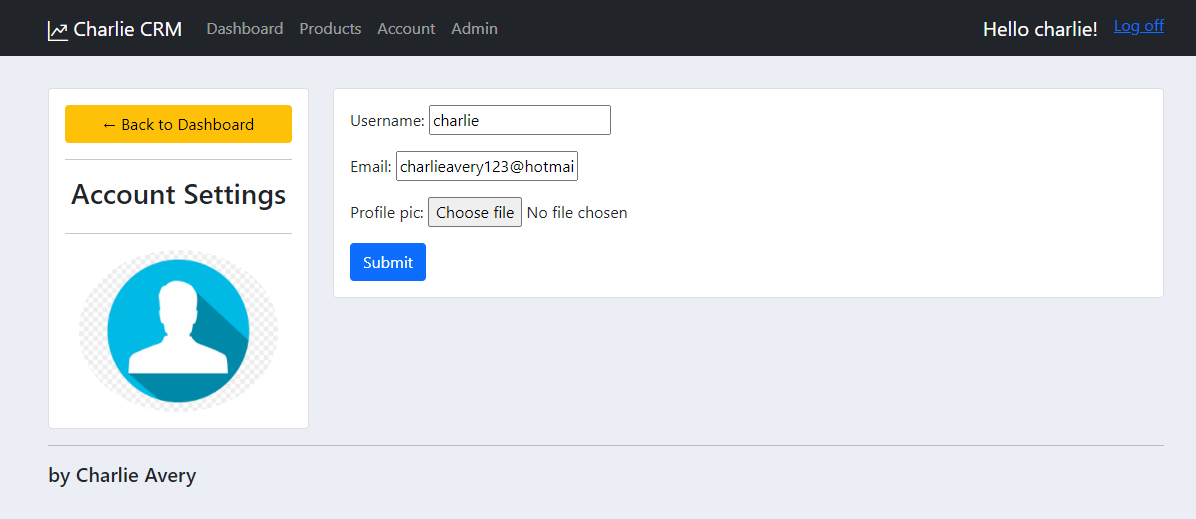 Charlie CRM Dashboard Products Account Admin Hello charlie! Log off
← Back to Dashboard
Account Settings
Username: charlie
Email: charlieavery123@hotmai
Profile pic: Choose file No file chosen
Submit
by Charlie Avery